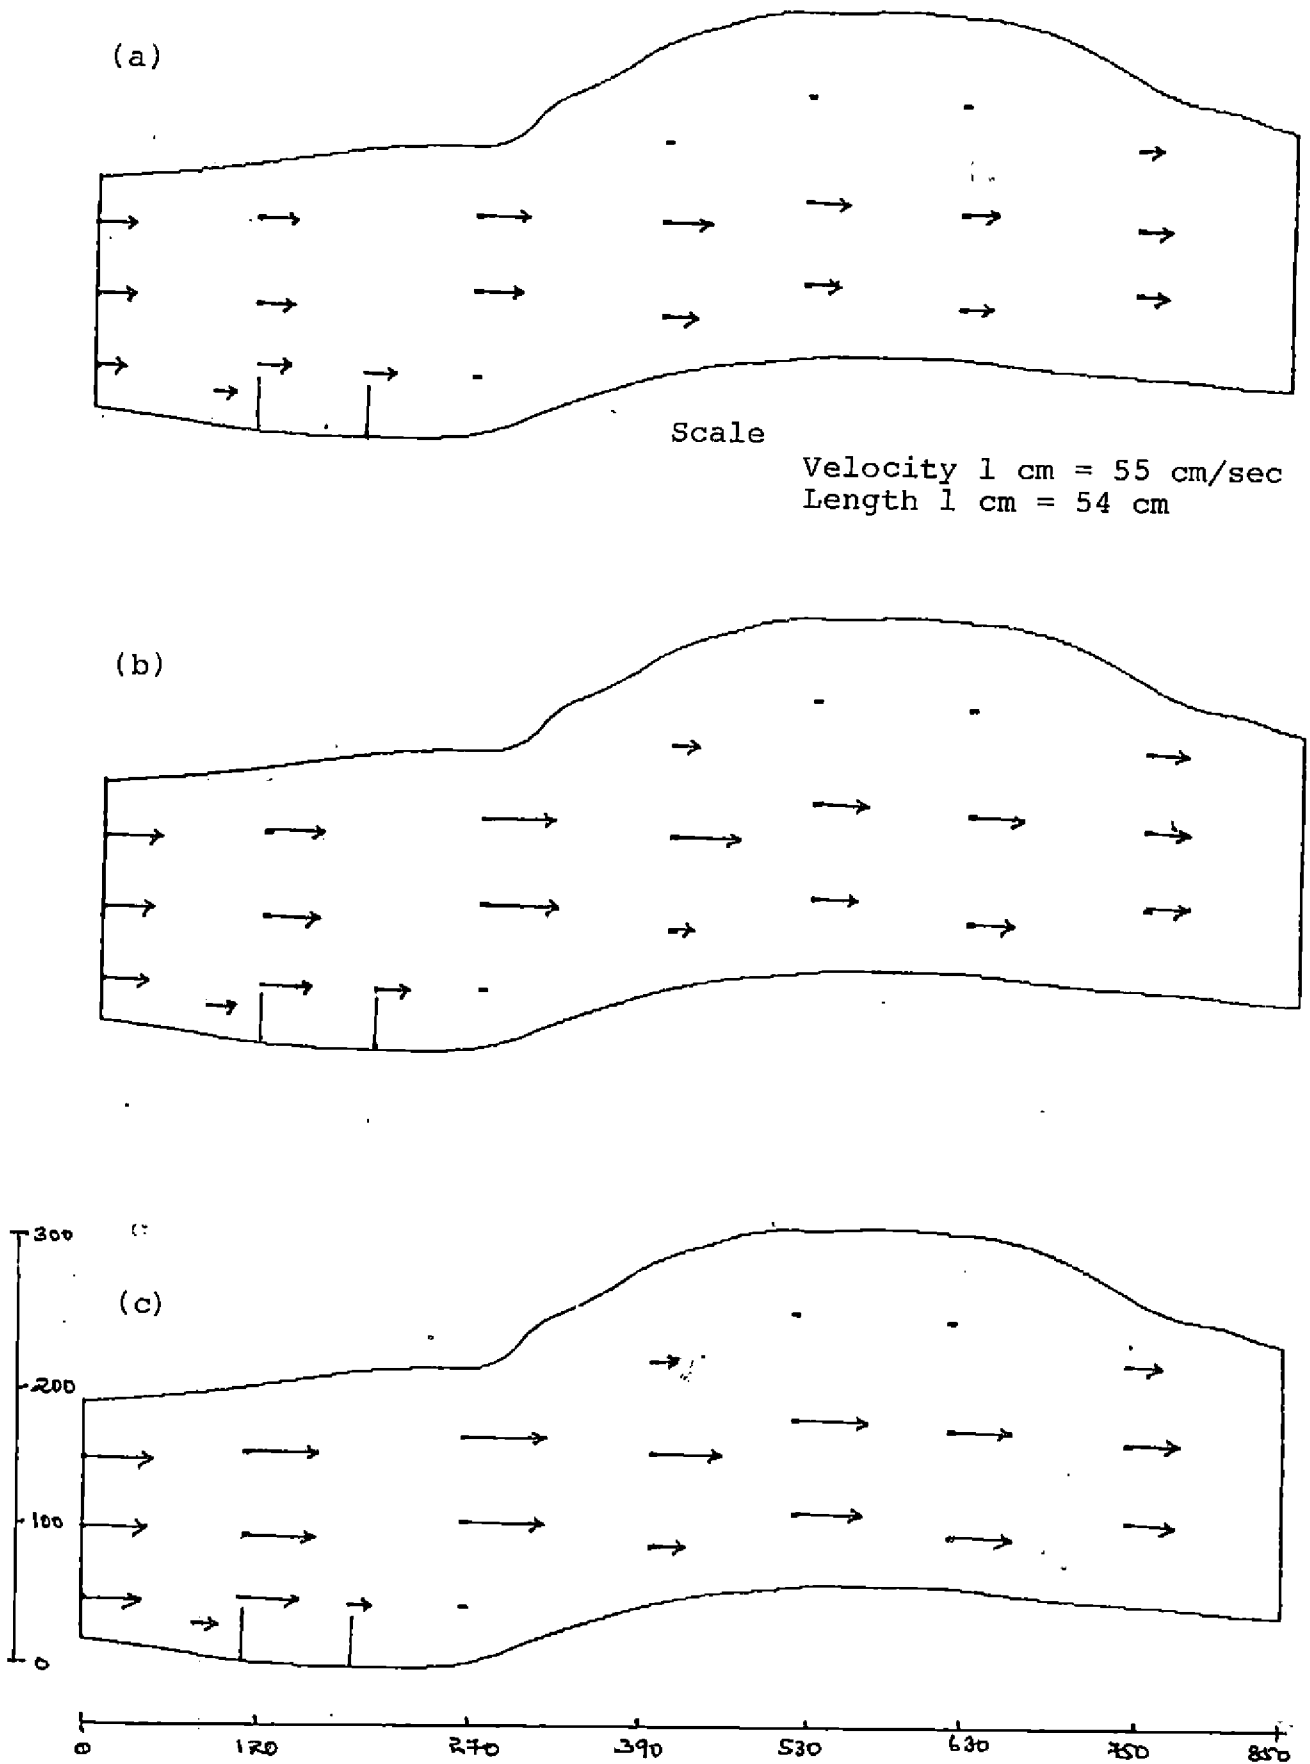 (a)
Scale
Velocity 1 cm = 55 cm/sec
Length 1 cm = 54 cm
(b)
300
(c)
200
100
0
0 120 270 390 530 630 750 850